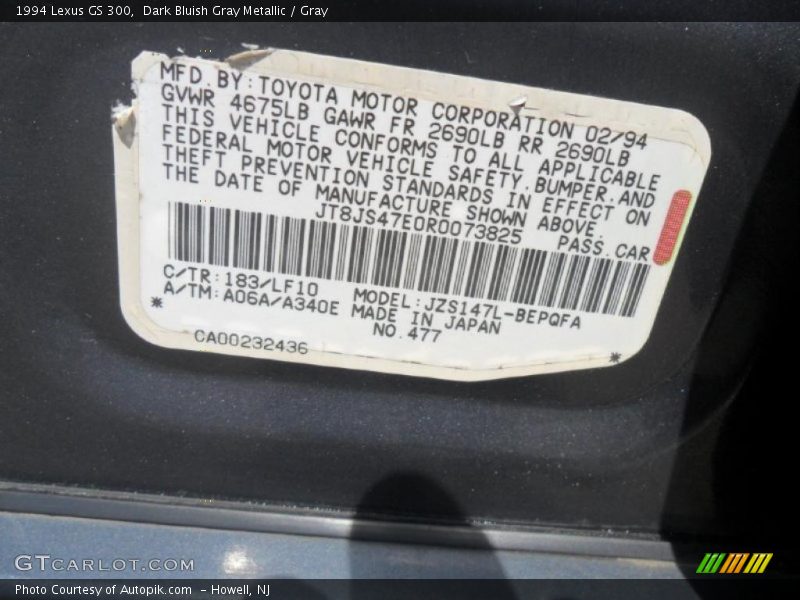 1994 Lexus GS 300,  Dark Bluish Gray Metallic / Gray
MFD.BY:TOYOTA MOTOR CORPORATION 02/94
GVWR 4675LB GAWR FR 2690LB RR 2690LB
THIS VEHICLE CONFORMS TO ALL APPLICABLE
FEDERAL MOTOR VEHICLE SAFETY,BUMPER,AND
THEFT PREVENTION STANDARDS IN EFFECT ON
THE DATE OF MANUFACTURE SHOWN ABOVE.
JT8JS47E0R0073825 PASS.CAR
C/TR:183/LF10 MODEL:JZS147L-BEPQFA
* A/TM:A06A/A340E MADE IN JAPAN
NO.477 *
CA00232436
GTCARLOT.COM
Photo Courtesy of Autopik.com  - Howell, NJ